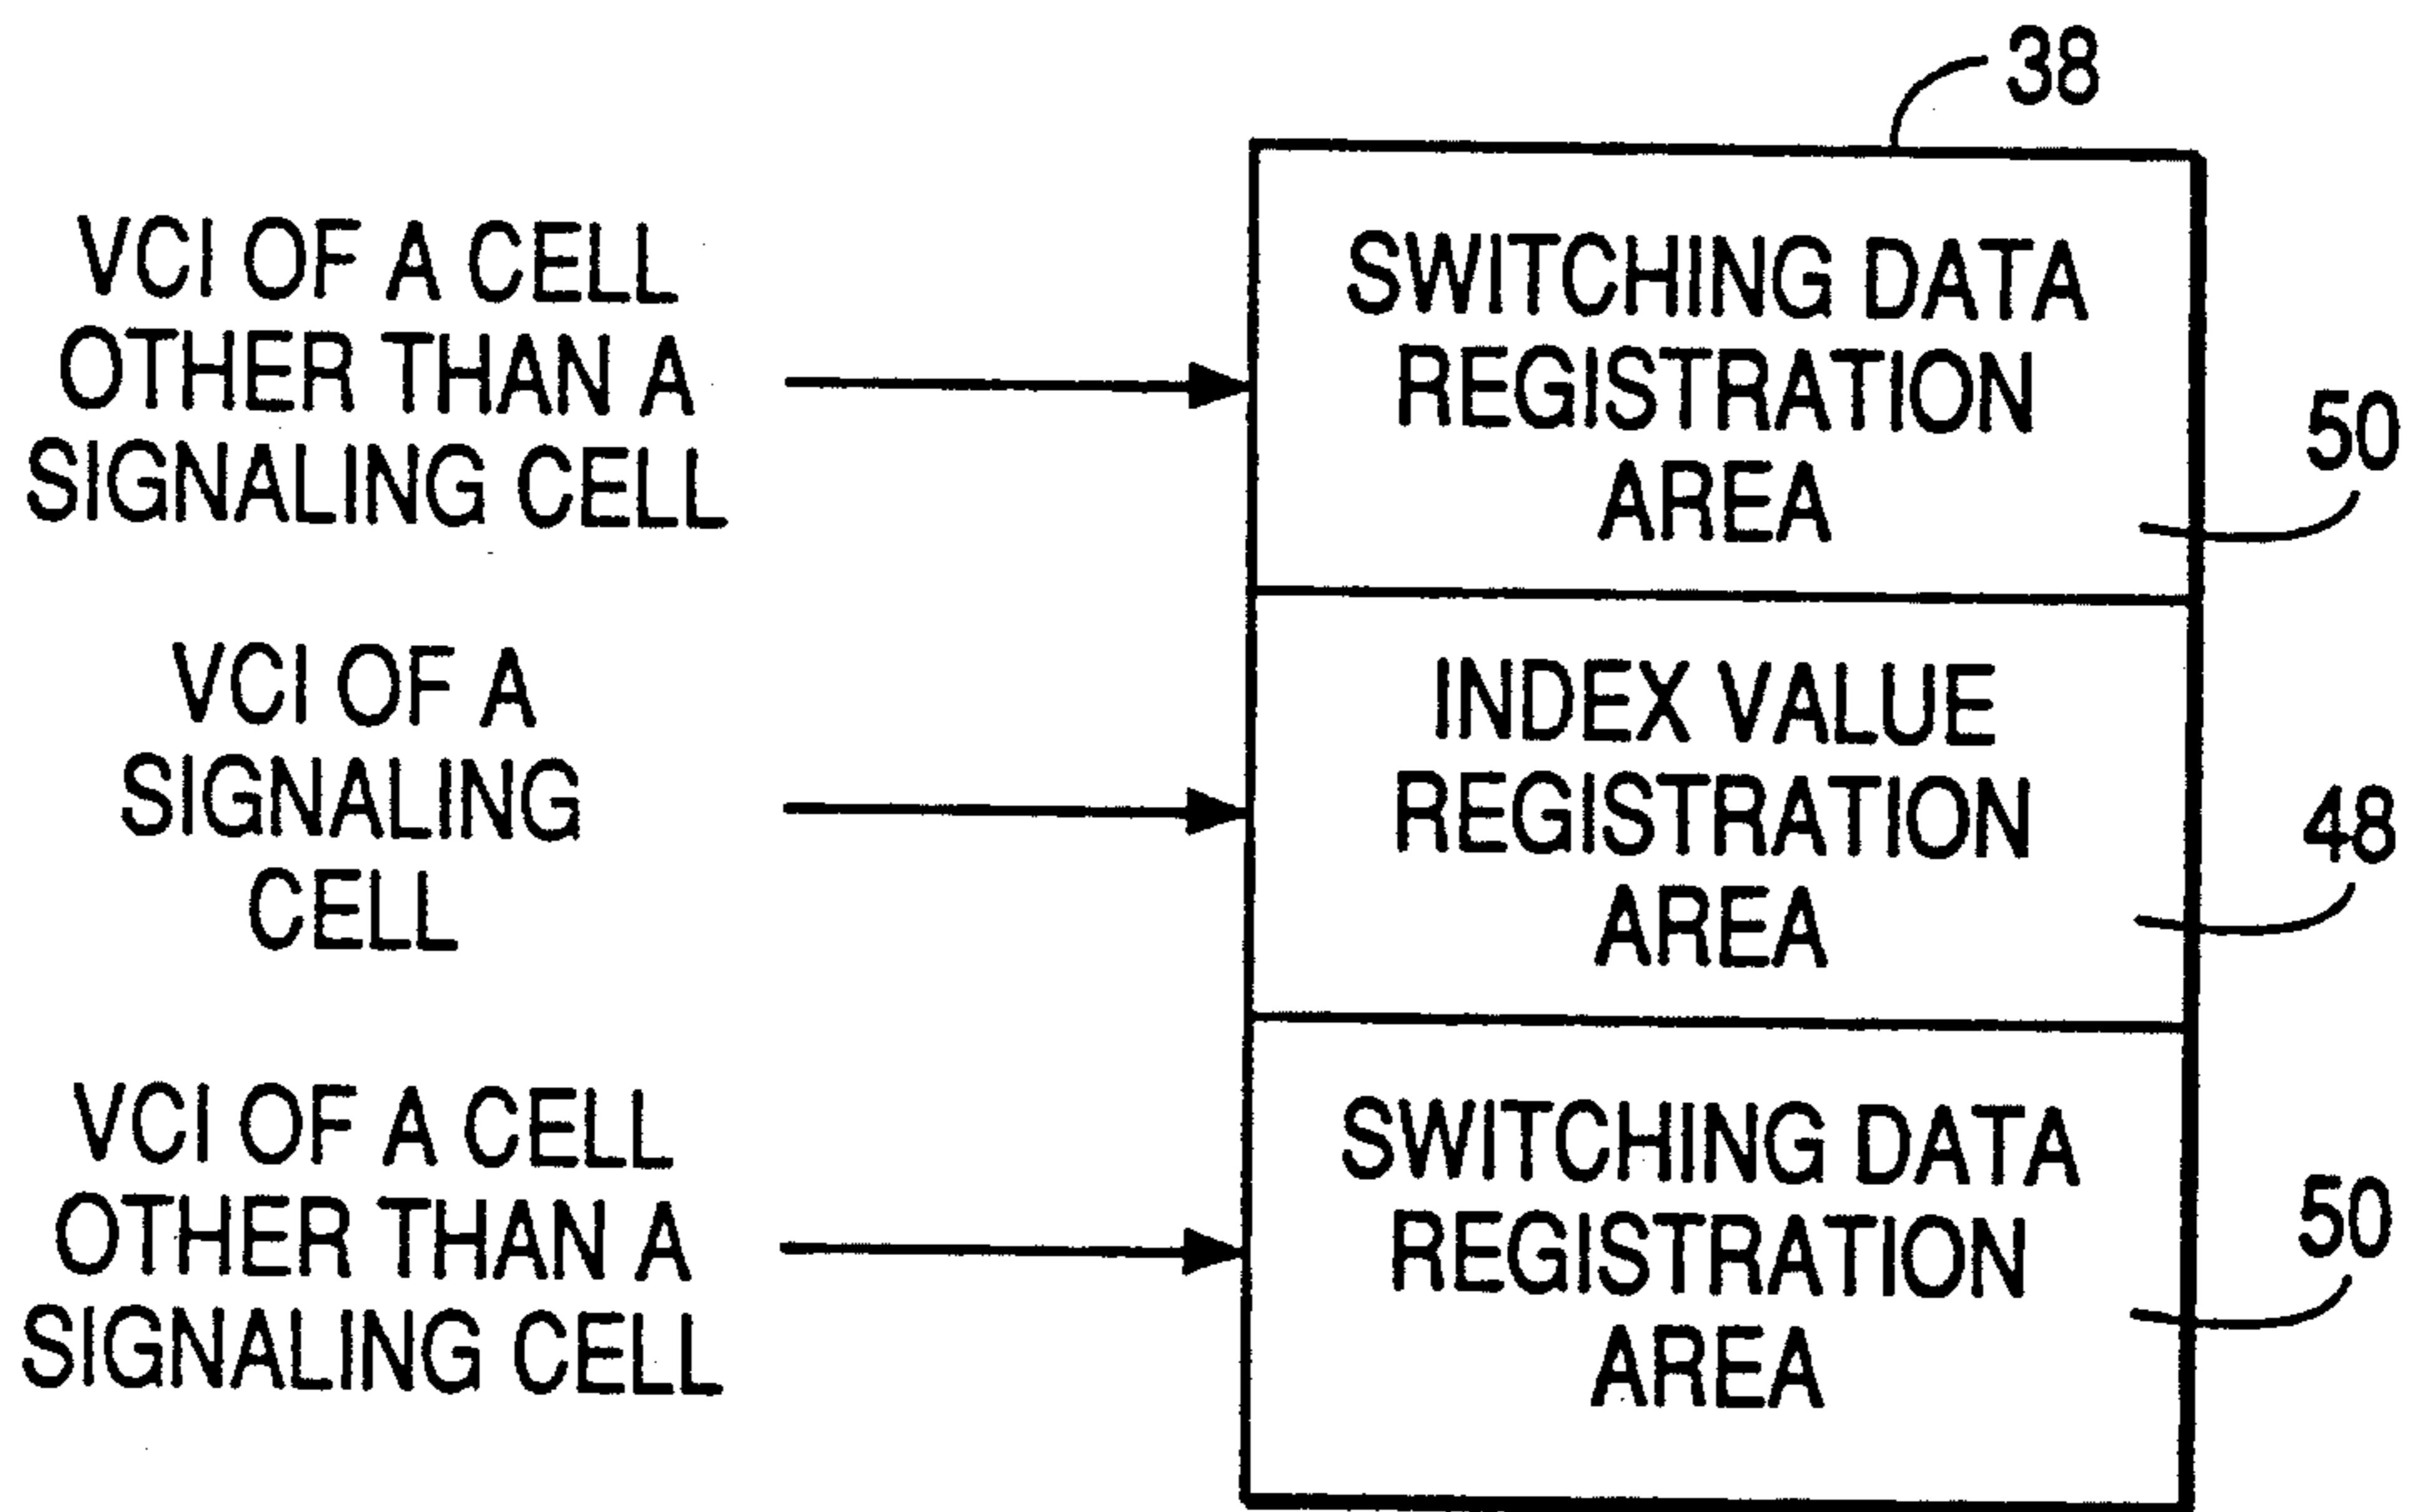 38
VCI OF A CELL
OTHER THAN A
SIGNALING CELL
SWITCHING DATA
REGISTRATION
AREA
50
VCI OF A
SIGNALING
CELL
INDEX VALUE
REGISTRATION
AREA
48
VCI OF A CELL
OTHER THAN A
SIGNALING CELL
SWITCHING DATA
REGISTRATION
AREA
50